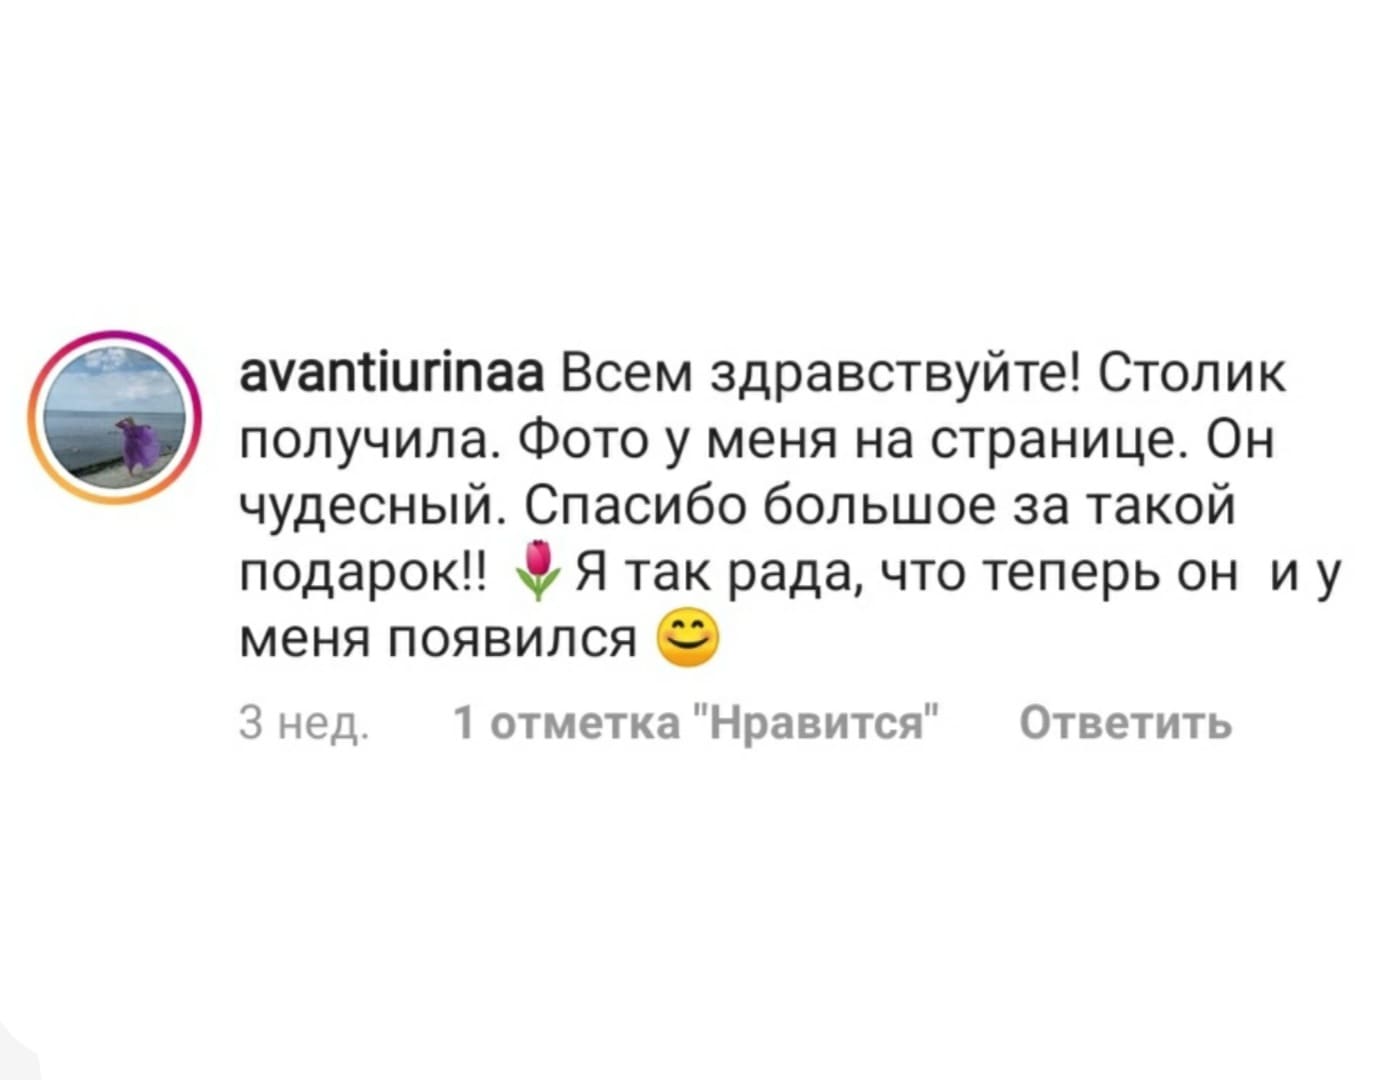 avantiurinaa Всем здравствуйте! Столик
получила. Фото у меня на странице. Он
чудесный. Спасибо большое за такой
подарок!! 🌷Я так рада, что теперь он  и у
меня появился 😊
3 нед. 1 отметка "Нравится" Ответить